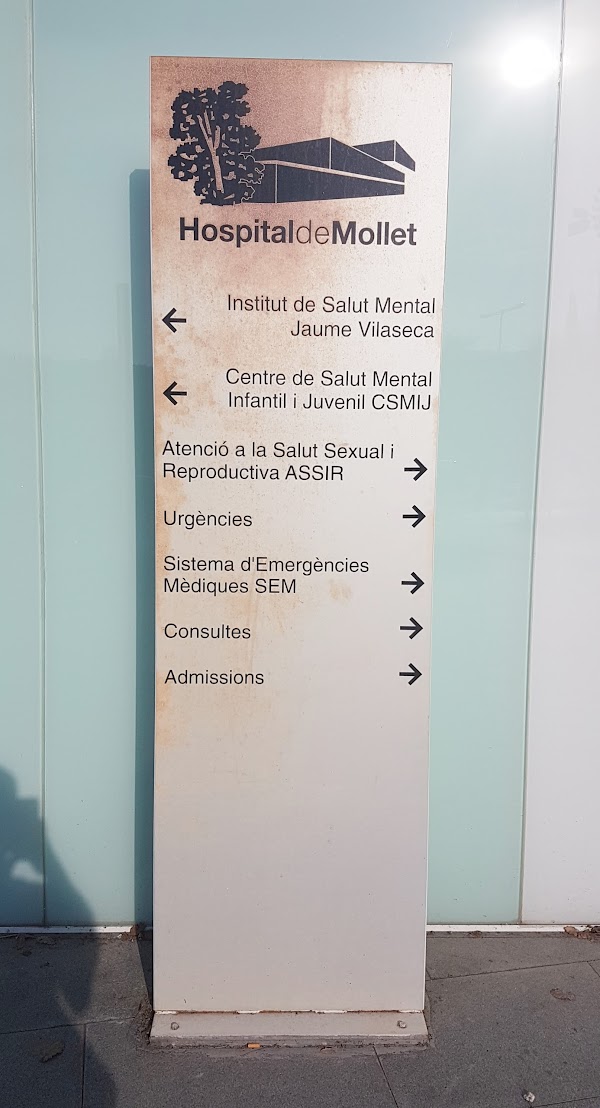 HospitaldeMollet
Institut de Salut Mental
Jaume Vilaseca
Centre de Salut Mental
Infantil i Juvenil CSMIJ
Atenció a la Salut Sexual i
Reproductiva ASSIR
Urgències
Sistema d'Emergències
Mèdiques SEM
Consultes
Admissions